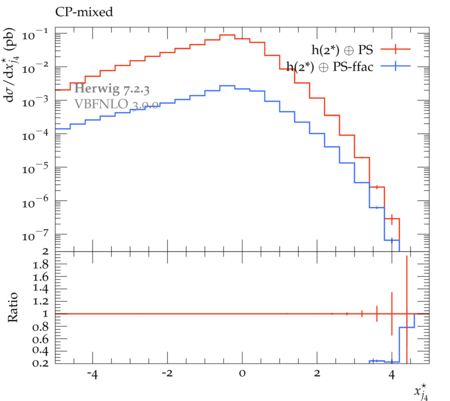 CP-mixed
h(2*) ⊕ PS
h(2*) ⊕ PS-ffac
Herwig 7.2.3
VBFNLO 3.0.0
10⁻¹
10⁻²
10⁻³
10⁻⁴
10⁻⁵
10⁻⁶
10⁻⁷
dσ/dx*j₄ (pb)
2
1.8
1.6
1.4
1.2
1
0.8
0.6
0.4
0.2
Ratio
-4 -2 0 2 4
x*j₄